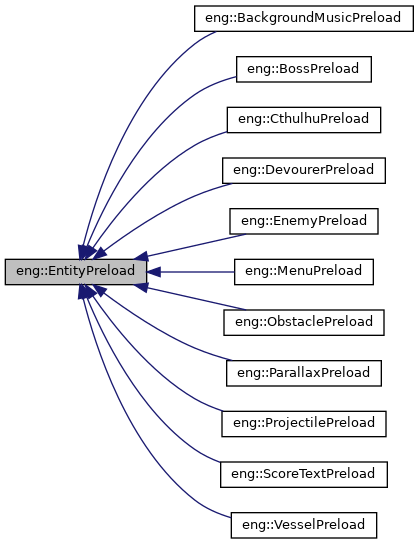 eng::BackgroundMusicPreload
eng::BossPreload
eng::CthulhuPreload
eng::DevourerPreload
eng::EnemyPreload
eng::EntityPreload
eng::MenuPreload
eng::ObstaclePreload
eng::ParallaxPreload
eng::ProjectilePreload
eng::ScoreTextPreload
eng::VesselPreload